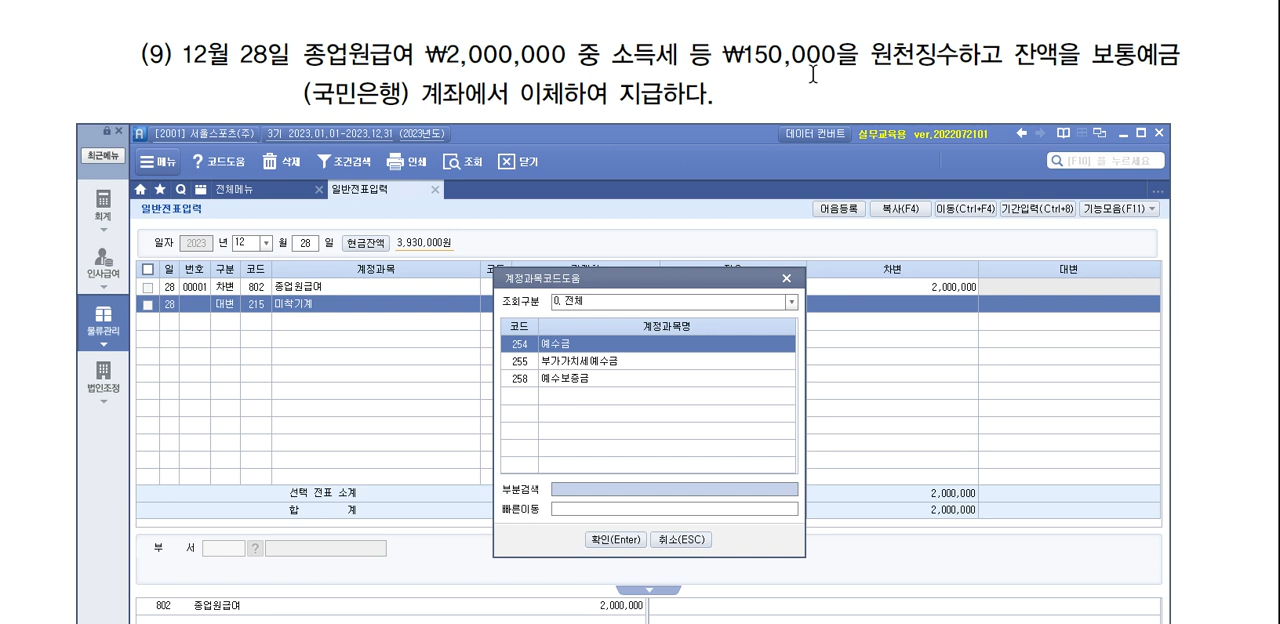 (9) 12월 28일 종업원급여 ₩2,000,000 중 소득세 등 ₩150,000을 원천징수하고 잔액을 보통예금
(국민은행) 계좌에서 이체하여 지급하다.
[2001] 서울스포츠(주) 3기 2023.01.01~2023.12.31 (2023년도) 데이터 컨버트 실무교육용 ver.2022072101
최근메뉴
메뉴 ? 코드도움 삭제 조건검색 인쇄 조회 닫기 [F10] 을 누르세요
전체메뉴 일반전표입력
일반전표입력 어음등록 복사(F4) 이동(Ctrl+F4) 기간입력(Ctrl+8) 기능모음(F11)
회계
인사급여
물류관리
법인조정
일자 2023 년 12 월 28 일 현금잔액 3,930,000원
일 번호 구분 코드 계정과목 차변 대변
28 00001 차변 802 종업원급여 2,000,000
28 대변 215 미착기계
계정과목코드도움
조회구분 0. 전체
코드 계정과목명
254 예수금
255 부가가치세예수금
258 예수보증금
부분검색
빠른이동
확인(Enter) 취소(ESC)
선택 전표 소계 2,000,000
합 계 2,000,000
부 서 ?
802 종업원급여 2,000,000